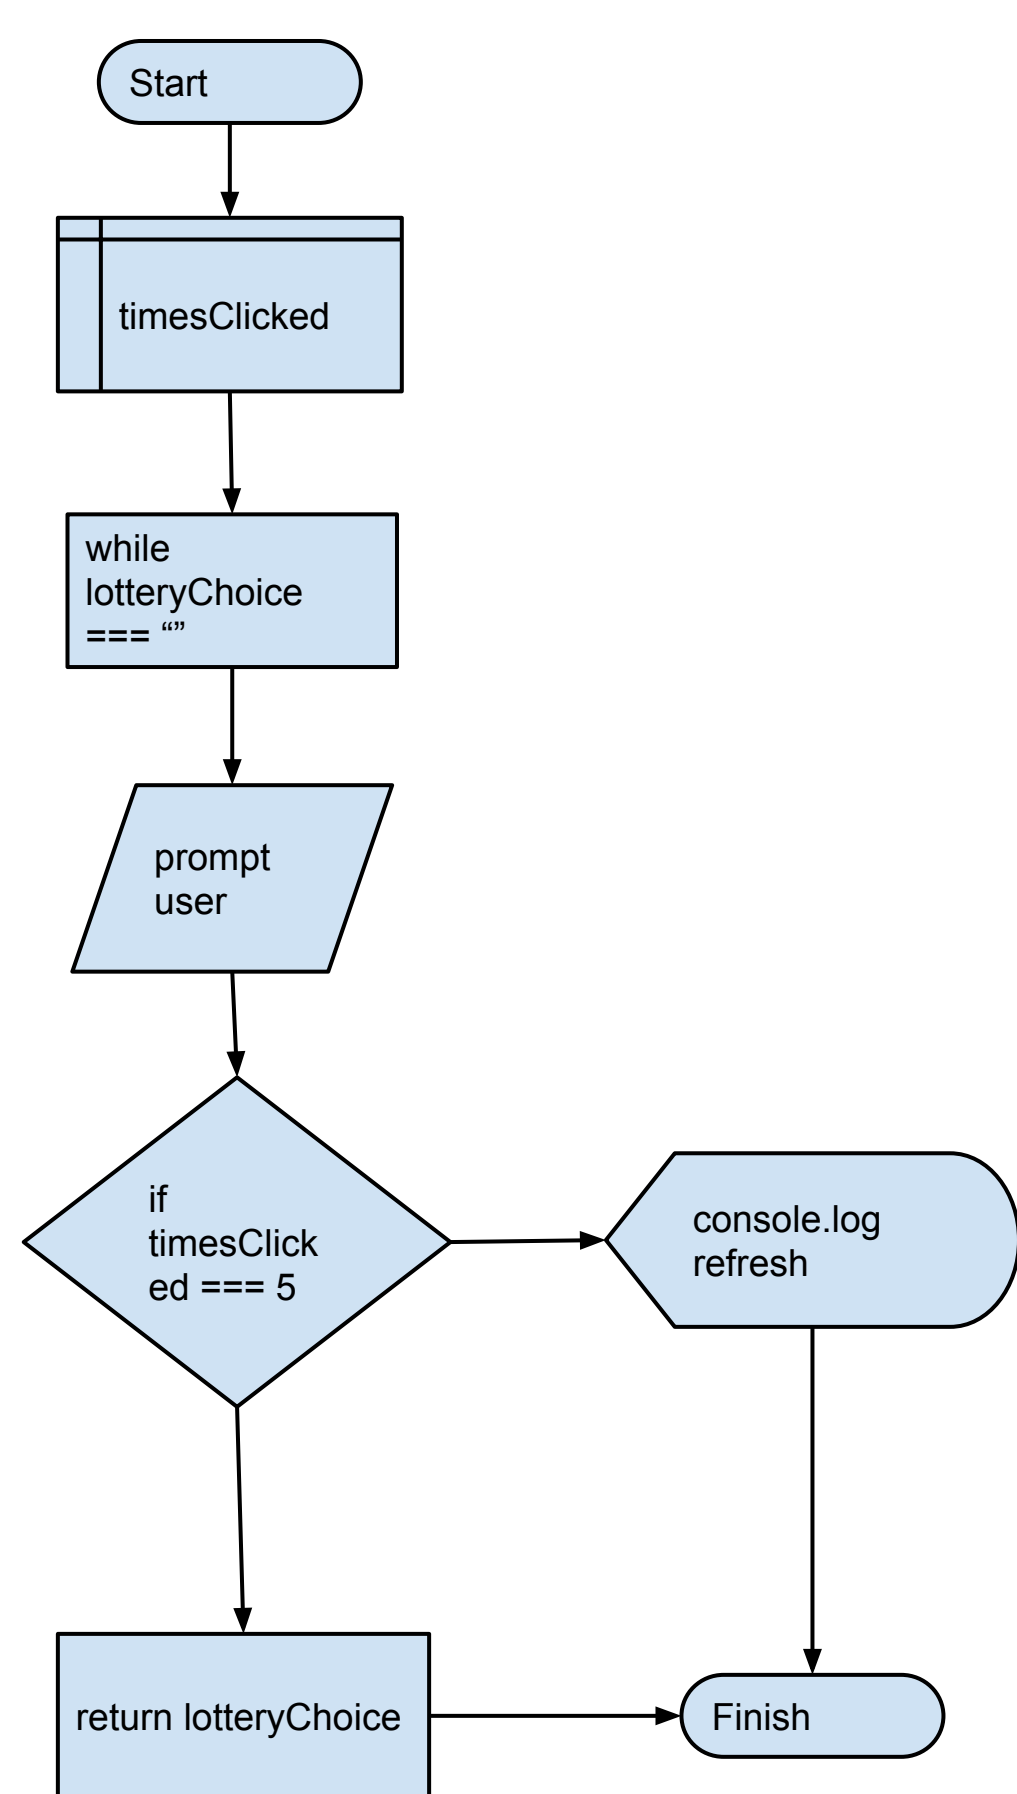 Start
timesClicked
while
lotteryChoice
=== “”
prompt
user
if
timesClick
ed === 5
console.log
refresh
return lotteryChoice
Finish